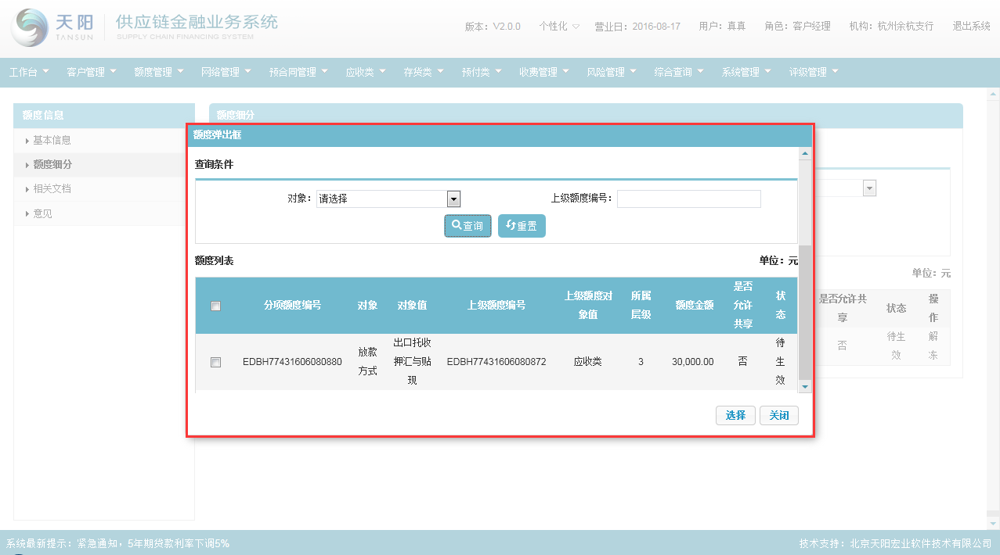 天阳
TANSUN
供应链金融业务系统
SUPPLY CHAIN FINANCING SYSTEM
版本：V2.0.0 个性化 营业日：2016-08-17 用户：真真 角色：客户经理 机构：杭州余杭支行 退出系统
工作台 客户管理 额度管理 网络管理 预合同管理 应收类 存货类 预付类 收费管理 风险管理 综合查询 系统管理 评级管理
额度信息
基本信息
额度细分
相关文档
意见
额度细分
额度弹出框
查询条件
对象： 请选择 上级额度编号：
查询 重置
额度列表 单位：元
分项额度编号 对象 对象值 上级额度编号 上级额度对象值 所属层级 额度金额 是否允许共享 状态
EDBH77431606080880 放款方式 出口托收押汇与贴现 EDBH77431606080872 应收类 3 30,000.00 否 待生效
选择 关闭
单位：元
是否允许共享 状态 操作
否 待生效 解冻
系统最新提示：紧急通知，5年期贷款利率下调5%
技术支持：北京天阳宏业软件技术有限公司